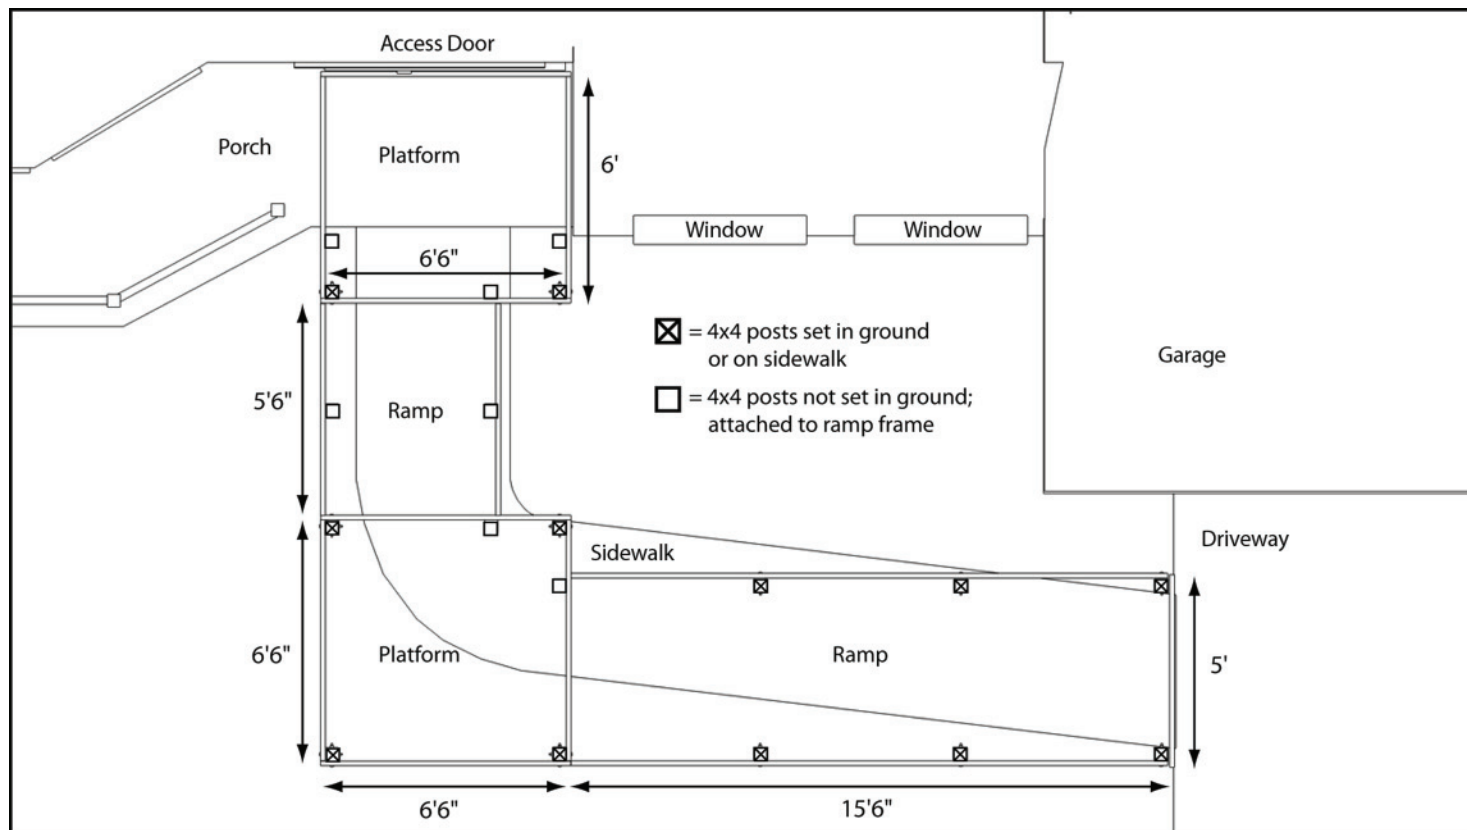 Access Door
Porch
Platform
6'
Window
Window
6'6"
= 4x4 posts set in ground
or on sidewalk
Garage
5'6"
Ramp
= 4x4 posts not set in ground;
attached to ramp frame
Sidewalk
Driveway
6'6"
Platform
Ramp
5'
6'6"
15'6"